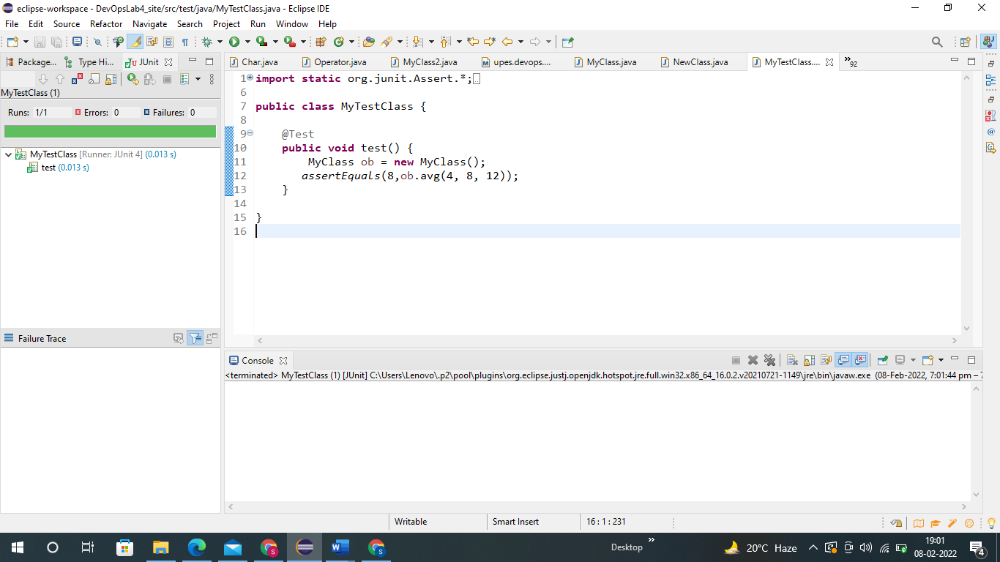 eclipse-workspace - DevOpsLab4_site/src/test/java/MyTestClass.java - Eclipse IDE
File Edit Source Refactor Navigate Search Project Run Window Help
Package... Type Hi... JUnit
Char.java Operator.java MyClass2.java upes.devops.... MyClass.java NewClass.java MyTestClass.... »92
MyTestClass (1)
Runs: 1/1 Errors: 0 Failures: 0
MyTestClass [Runner: JUnit 4] (0.013 s)
test (0.013 s)
Failure Trace
1 import static org.junit.Assert.*;
6
7 public class MyTestClass {
8
9 @Test
10 public void test() {
11 MyClass ob = new MyClass();
12 assertEquals(8,ob.avg(4, 8, 12));
13 }
14
15 }
16
Console
<terminated> MyTestClass (1) [JUnit] C:\Users\Lenovo\.p2\pool\plugins\org.eclipse.justj.openjdk.hotspot.jre.full.win32.x86_64_16.0.2.v20210721-1149\jre\bin\javaw.exe (08-Feb-2022, 7:01:44 pm – 7
Writable Smart Insert 16 : 1 : 231
Desktop » 20°C Haze 19:01
08-02-2022 4